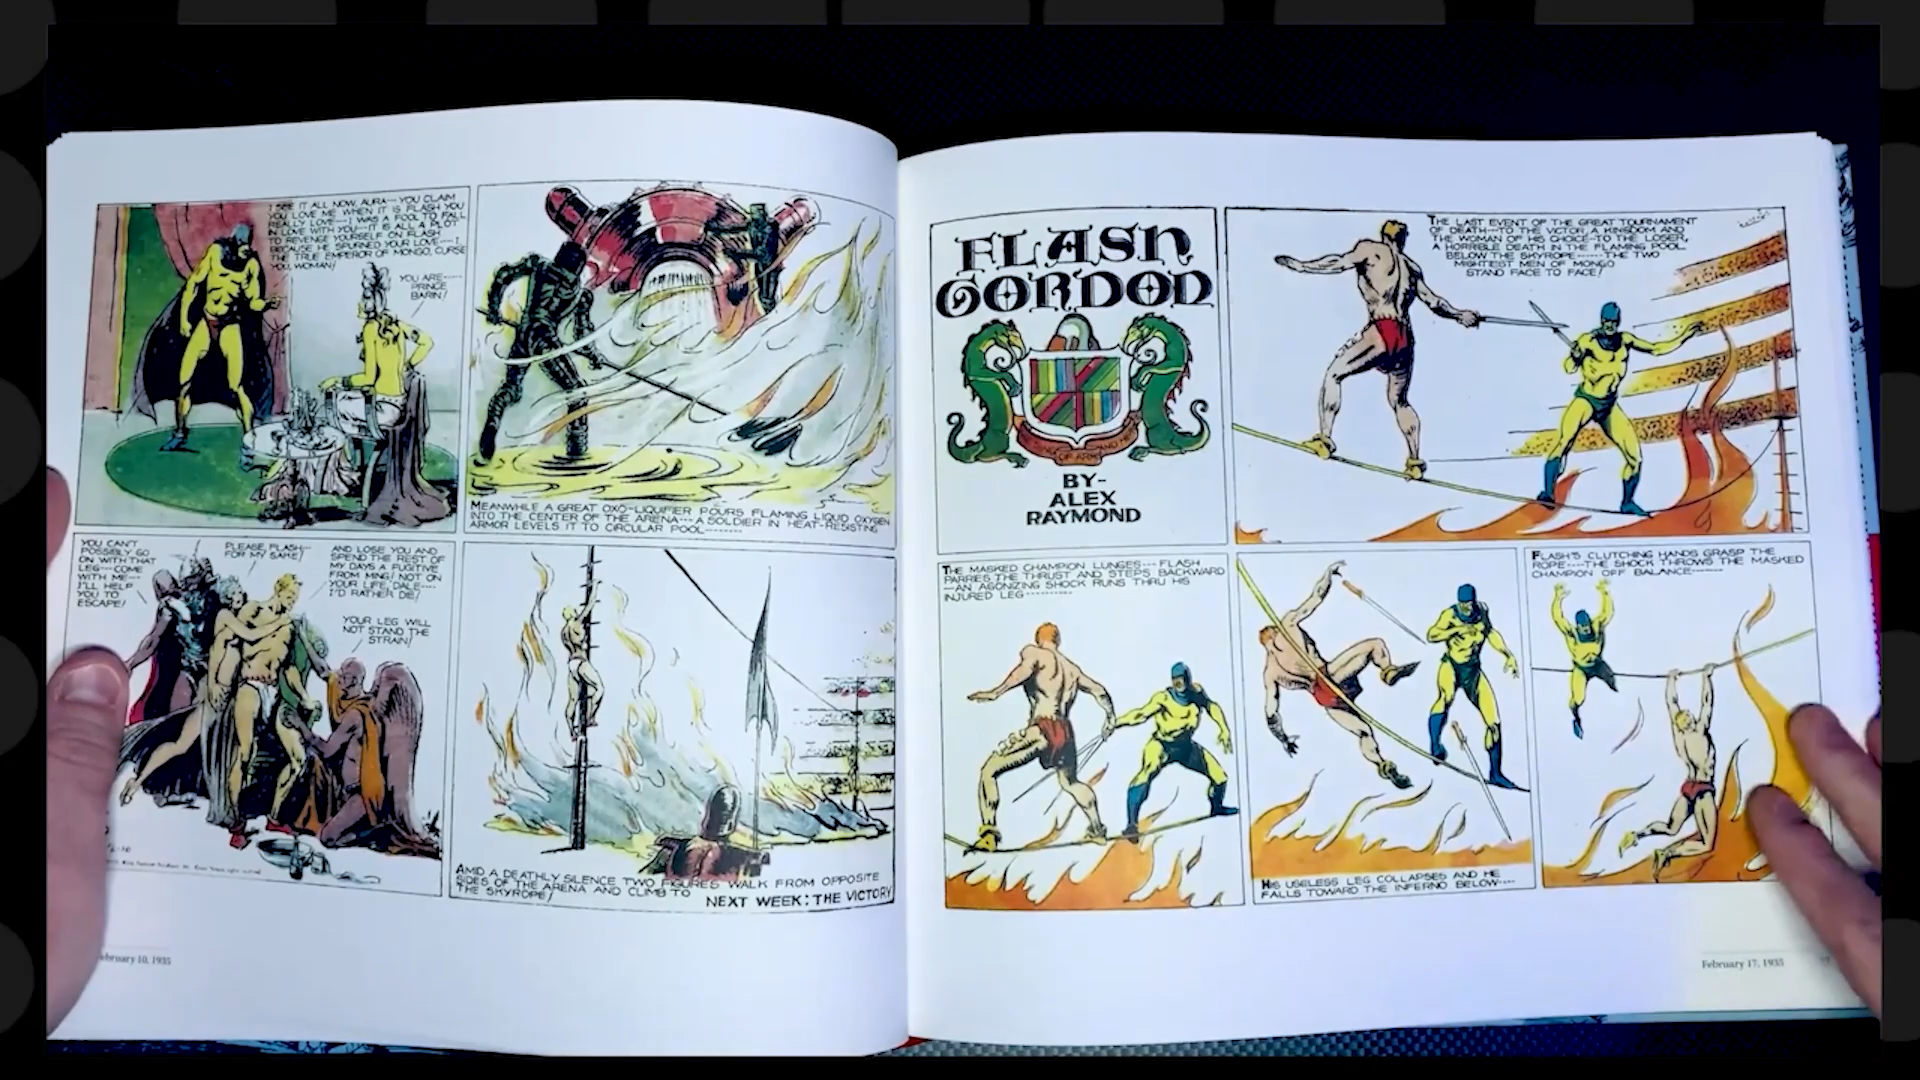 I SEE IT ALL NOW, AURA--YOU CLAIM
YOU LOVE ME WHEN IT IS FLASH YOU
REALLY LOVE--I WAS A FOOL TO FALL
IN LOVE WITH YOU--IT IS ALL A PLOT
TO REVENGE YOURSELF ON FLASH
BECAUSE HE SPURNED YOUR LOVE----I,
THE TRUE EMPEROR OF MONGO, CURSE
YOU, WOMAN!
YOU ARE----
PRINCE
BARIN!
MEANWHILE A GREAT OXO-LIQUIFIER POURS FLAMING LIQUID OXYGEN
INTO THE CENTER OF THE ARENA---A SOLDIER IN HEAT-RESISTING
ARMOR LEVELS IT TO CIRCULAR POOL--------
YOU CAN'T
POSSIBLY GO
ON WITH THAT
LEG---COME
WITH ME---
I'LL HELP
YOU TO
ESCAPE!
PLEASE, FLASH---
FOR MY SAKE!
AND LOSE YOU AND
SPEND THE REST OF
MY DAYS A FUGITIVE
FROM MING! NOT ON
YOUR LIFE, DALE----
I'D RATHER DIE!
YOUR LEG WILL
NOT STAND THE
STRAIN!
AMID A DEATHLY SILENCE TWO FIGURES WALK FROM OPPOSITE
SIDES OF THE ARENA AND CLIMB TO
THE SKYROPE!
NEXT WEEK: THE VICTORY
February 10, 1935
FLASH
GORDON
BY-
ALEX
RAYMOND
THE LAST EVENT OF THE GREAT TOURNAMENT
OF DEATH---TO THE VICTOR, A KINGDOM AND
THE WOMAN OF HIS CHOICE-TO THE LOSER,
A HORRIBLE DEATH IN THE FLAMING POOL
BELOW THE SKYROPE------THE TWO
MIGHTIEST MEN OF MONGO
STAND FACE TO FACE!
THE MASKED CHAMPION LUNGES---FLASH
PARRIES THE THRUST AND STEPS BACKWARD
--AN AGONIZING SHOCK RUNS THRU HIS
INJURED LEG----------
HIS USELESS LEG COLLAPSES AND HE
FALLS TOWARD THE INFERNO BELOW----
FLASH'S CLUTCHING HANDS GRASP THE
ROPE----THE SHOCK THROWS THE MASKED
CHAMPION OFF BALANCE-------
February 17, 1935